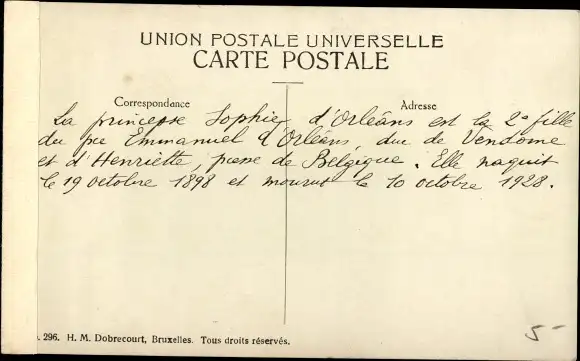 UNION POSTALE UNIVERSELLE
CARTE POSTALE
Correspondance
Adresse
La princesse Sophie d'Orléans est la 2e fille
du pce Emmanuel d'Orléans, duc de Vendome
et d'Henriette, pcesse de Belgique. Elle naquit
le 19 octobre 1898 et mourut le 10 octobre 1928.
296. H. M. Dobrecourt, Bruxelles. Tous droits réservés.
5-